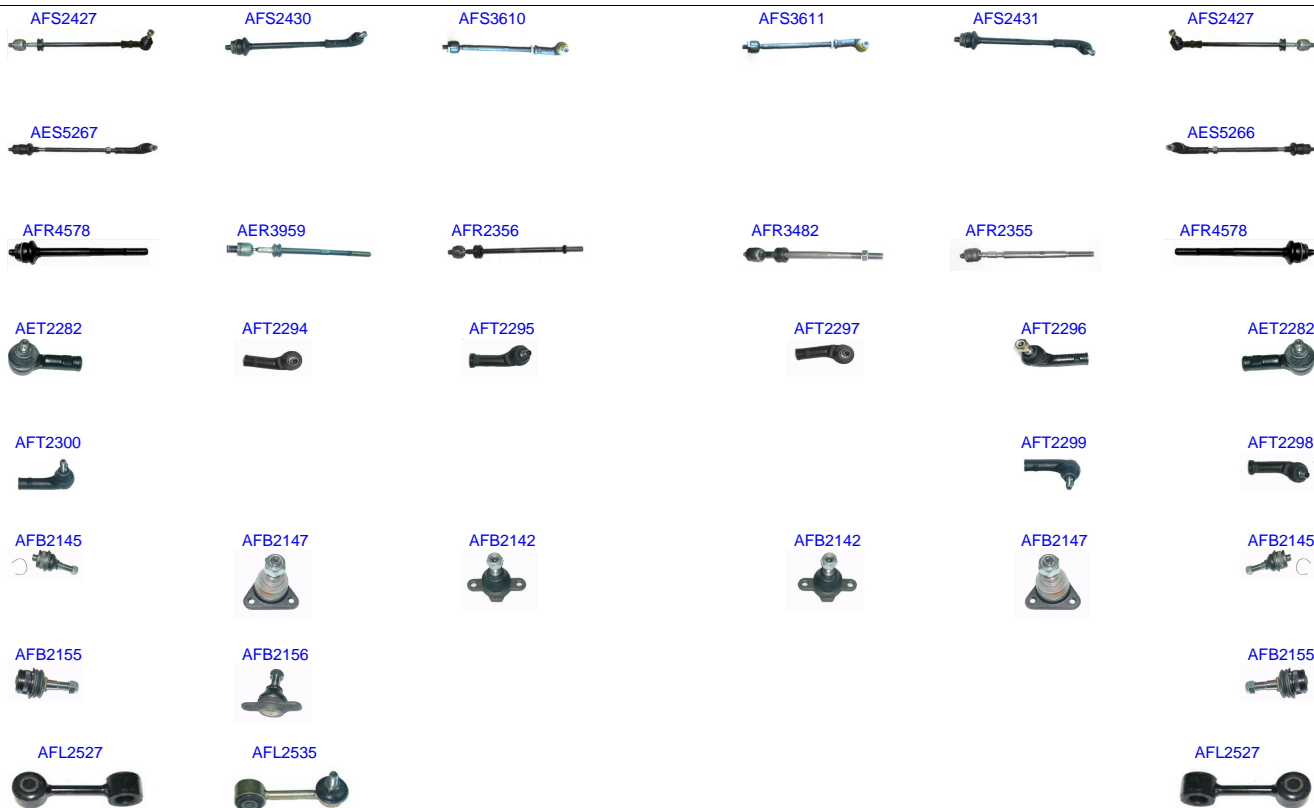 AFS2427 AFS2430 AFS3610 AFS3611 AFS2431 AFS2427
AES5267 AES5266
AFR4578 AER3959 AFR2356 AFR3482 AFR2355 AFR4578
AET2282 AFT2294 AFT2295 AFT2297 AFT2296 AET2282
AFT2300 AFT2299 AFT2298
AFB2145 AFB2147 AFB2142 AFB2142 AFB2147 AFB2145
AFB2155 AFB2156 AFB2155
AFL2527 AFL2535 AFL2527